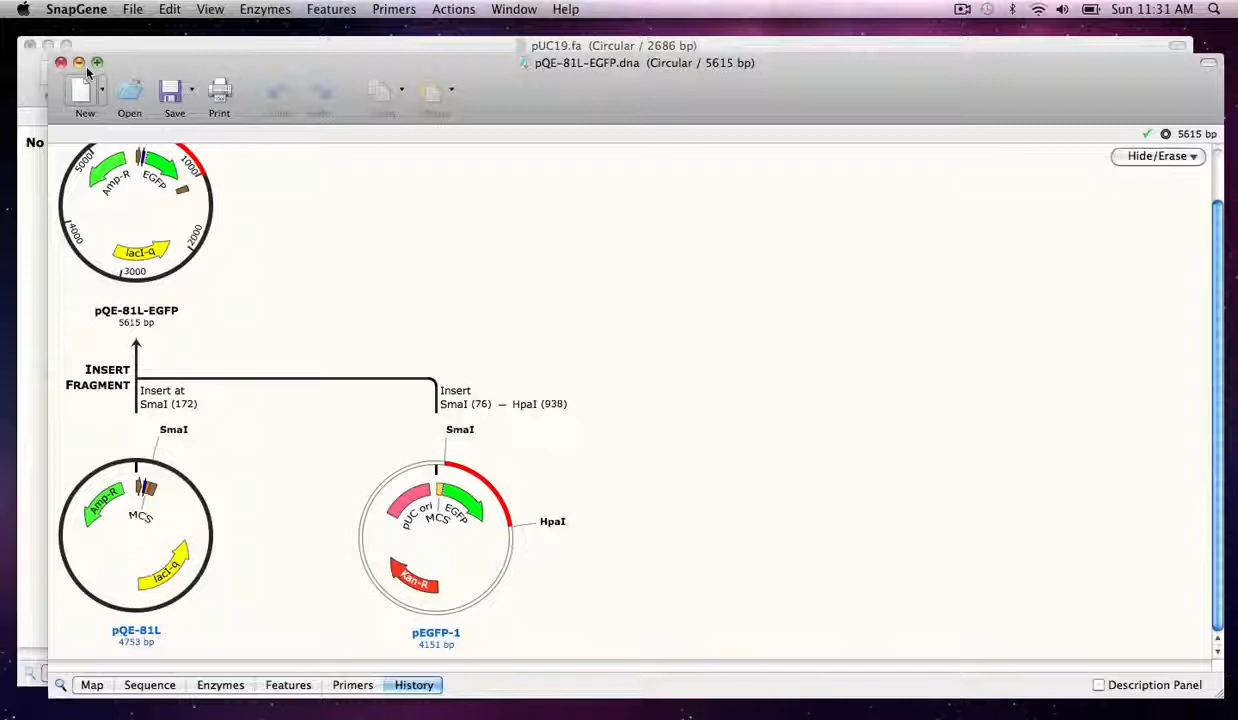 SnapGene File Edit View Enzymes Features Primers Actions Window Help Sun 11:31 AM
pUC19.fa (Circular / 2686 bp)
pQE-81L-EGFP.dna (Circular / 5615 bp)
New Open Save Print
5615 bp
No
Hide/Erase
5000
1000
Amp-R
EGFP
4000
2000
lacI-q
3000
pQE-81L-EGFP
5615 bp
INSERT
FRAGMENT
Insert at
SmaI (172)
Insert
SmaI (76) – HpaI (938)
SmaI
SmaI
Amp-R
MCS
lacI-q
pUC ori
MCS
EGFP
HpaI
Kan-R
pQE-81L
4753 bp
pEGFP-1
4151 bp
Map Sequence Enzymes Features Primers History Description Panel